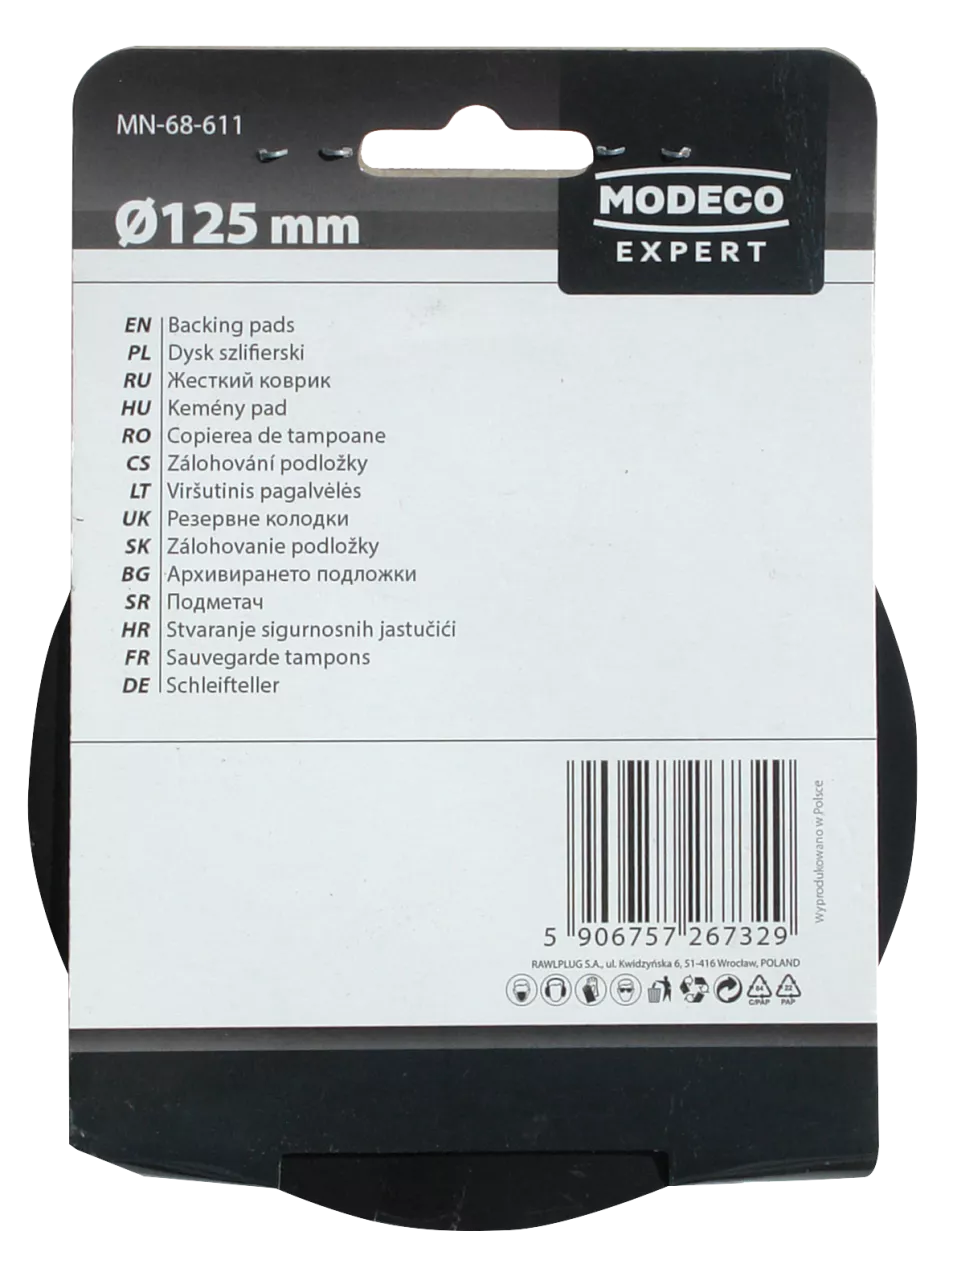 MN-68-611
Ø125 mm
MODECO
EXPERT
EN Backing pads
PL Dysk szlifierski
RU Жесткий коврик
HU Kemény pad
RO Copierea de tampoane
CS Zálohování podložky
LT Viršutinis pagalvėlės
UK Резервне колодки
SK Zálohovanie podložky
BG Архивирането подложки
SR Подметач
HR Stvaranje sigurnosnih jastučići
FR Sauvegarde tampons
DE Schleifteller
Wyprodukowano w Polsce
5 906757 267329
RAWLPLUG S.A., ul. Kwidzyńska 6, 51-416 Wrocław, POLAND
84 22
C/PAP PAP